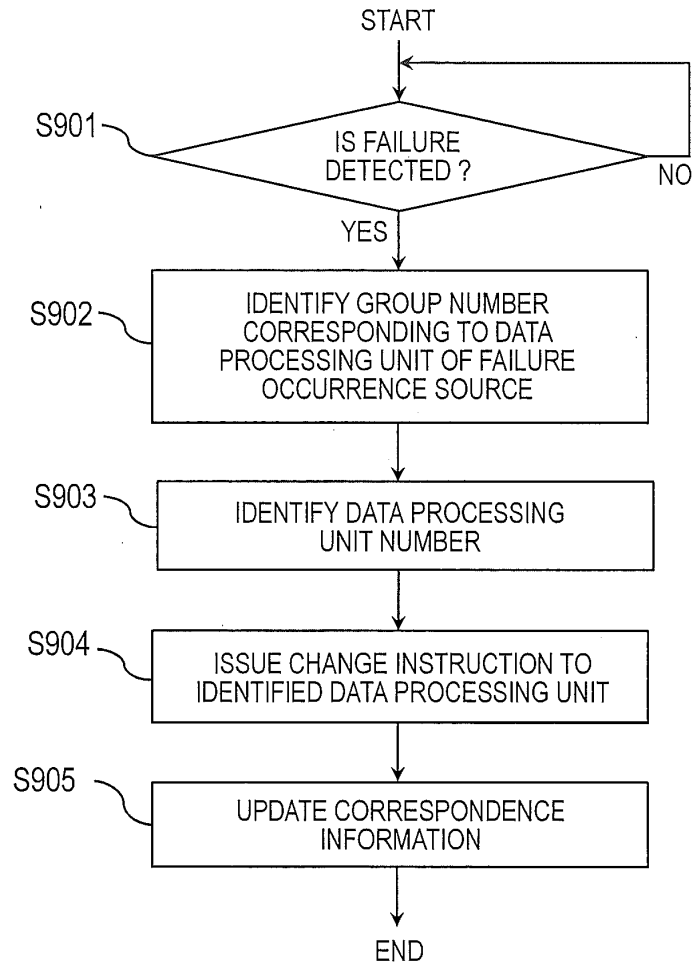 START
S901
IS FAILURE
DETECTED ?
NO
YES
S902
IDENTIFY GROUP NUMBER
CORRESPONDING TO DATA
PROCESSING UNIT OF FAILURE
OCCURRENCE SOURCE
S903
IDENTIFY DATA PROCESSING
UNIT NUMBER
S904
ISSUE CHANGE INSTRUCTION TO
IDENTIFIED DATA PROCESSING UNIT
S905
UPDATE CORRESPONDENCE
INFORMATION
END